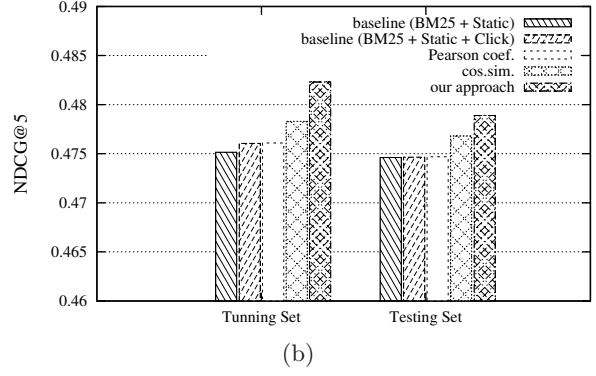 0.49
0.485
0.48
0.475
0.47
0.465
0.46
NDCG@5
baseline (BM25 + Static)
baseline (BM25 + Static + Click)
Pearson coef.
cos.sim.
our approach
Tunning Set
Testing Set
(b)